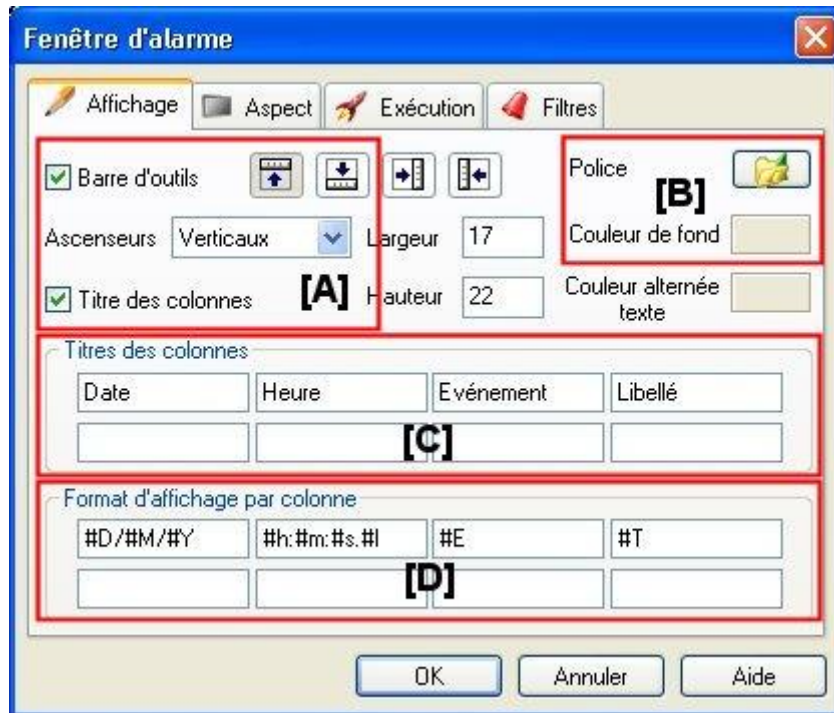 Fenêtre d'alarme
Affichage Aspect Exécution Filtres
Barre d'outils
Police
[B]
Ascenseurs Verticaux Largeur 17 Couleur de fond
Titre des colonnes [A] Hauteur 22 Couleur alternée texte
Titres des colonnes
Date Heure Evénement Libellé
[C]
Format d'affichage par colonne
#D/#M/#Y #h:#m:#s.#l #E #T
[D]
OK Annuler Aide